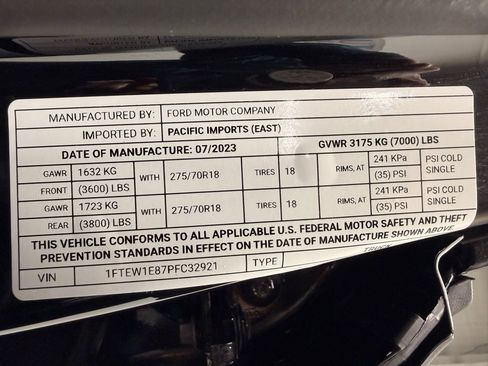 MANUFACTURED BY: FORD MOTOR COMPANY
IMPORTED BY: PACIFIC IMPORTS (EAST)
DATE OF MANUFACTURE: 07/2023 GVWR 3175 KG (7000) LBS
GAWR 1632 KG WITH 275/70R18 TIRES 18 RIMS, AT 241 KPa PSI COLD
FRONT (3600) LBS (35) PSI SINGLE
GAWR 1723 KG WITH 275/70R18 TIRES 18 RIMS, AT 241 KPa PSI COLD
REAR (3800) LBS (35) PSI SINGLE
THIS VEHICLE CONFORMS TO ALL APPLICABLE U.S. FEDERAL MOTOR SAFETY AND THEFT
PREVENTION STANDARDS IN EFFECT ON THE DATE OF MANUFACTURE SHOWN ABOVE
VIN 1FTEW1E87PFC32921 TYPE TRUCK